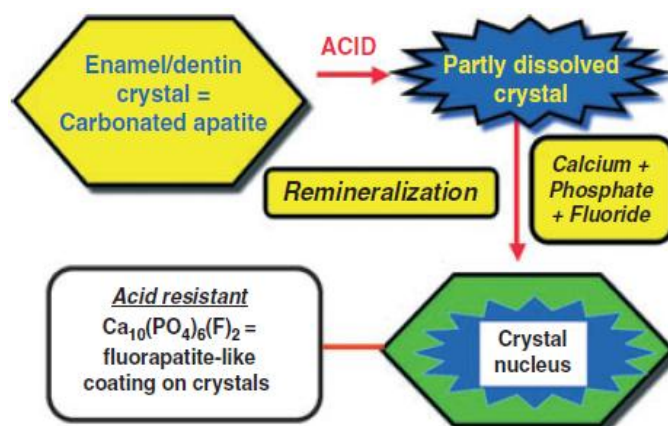 Enamel/dentin
crystal =
Carbonated apatite
ACID
Partly dissolved
crystal
Remineralization
Calcium +
Phosphate
+ Fluoride
Acid resistant
Ca₁₀(PO₄)₆(F)₂ =
fluorapatite-like
coating on crystals
Crystal
nucleus